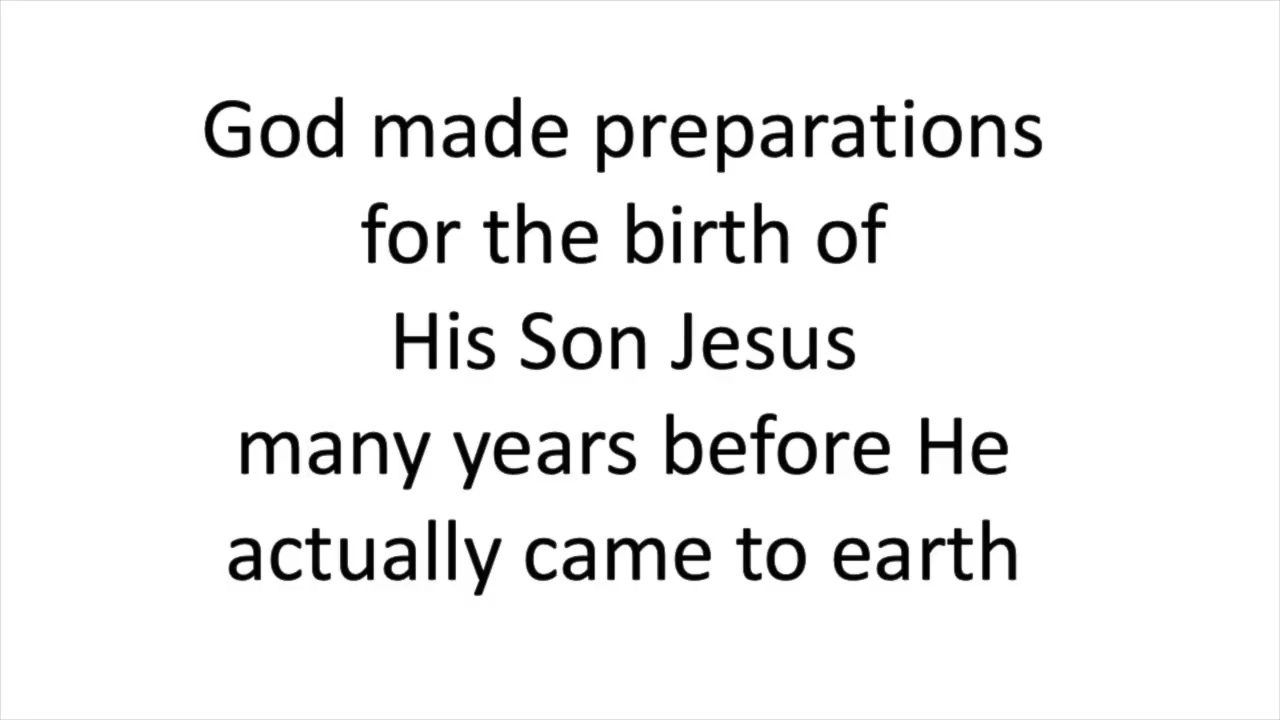 God made preparations
for the birth of
His Son Jesus
many years before He
actually came to earth